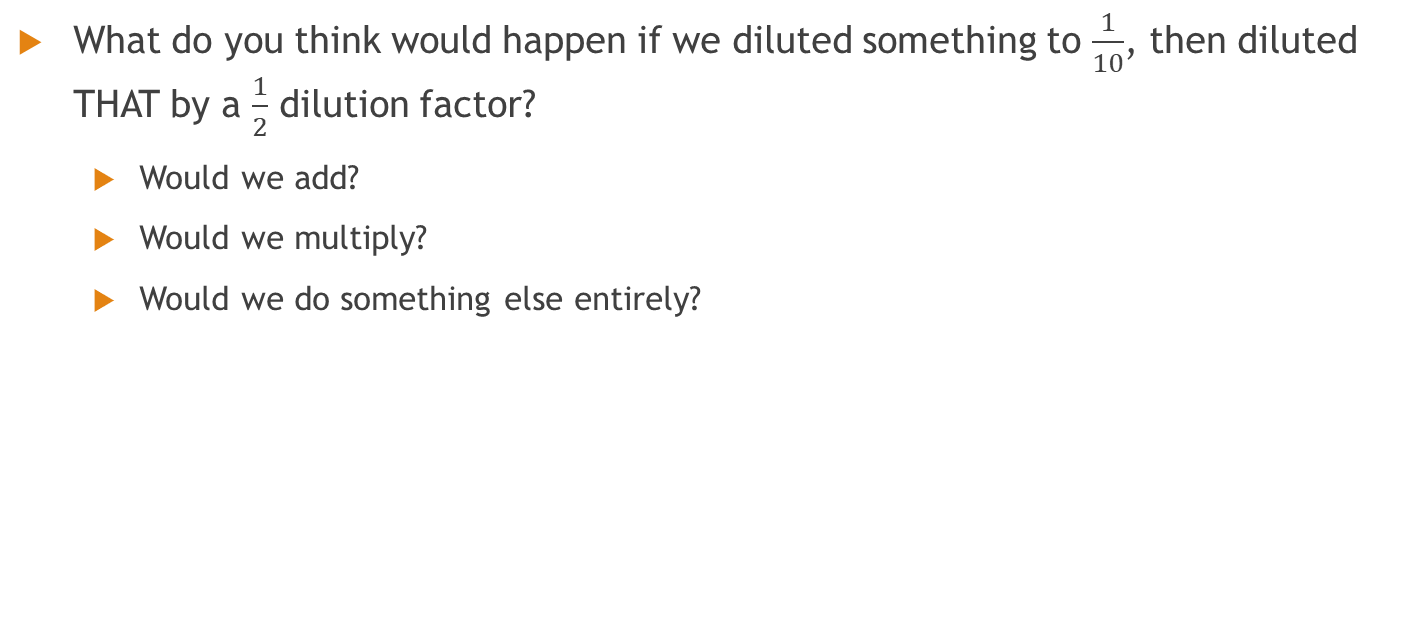 What do you think would happen if we diluted something to 1/10, then diluted
THAT by a 1/2 dilution factor?
Would we add?
Would we multiply?
Would we do something else entirely?